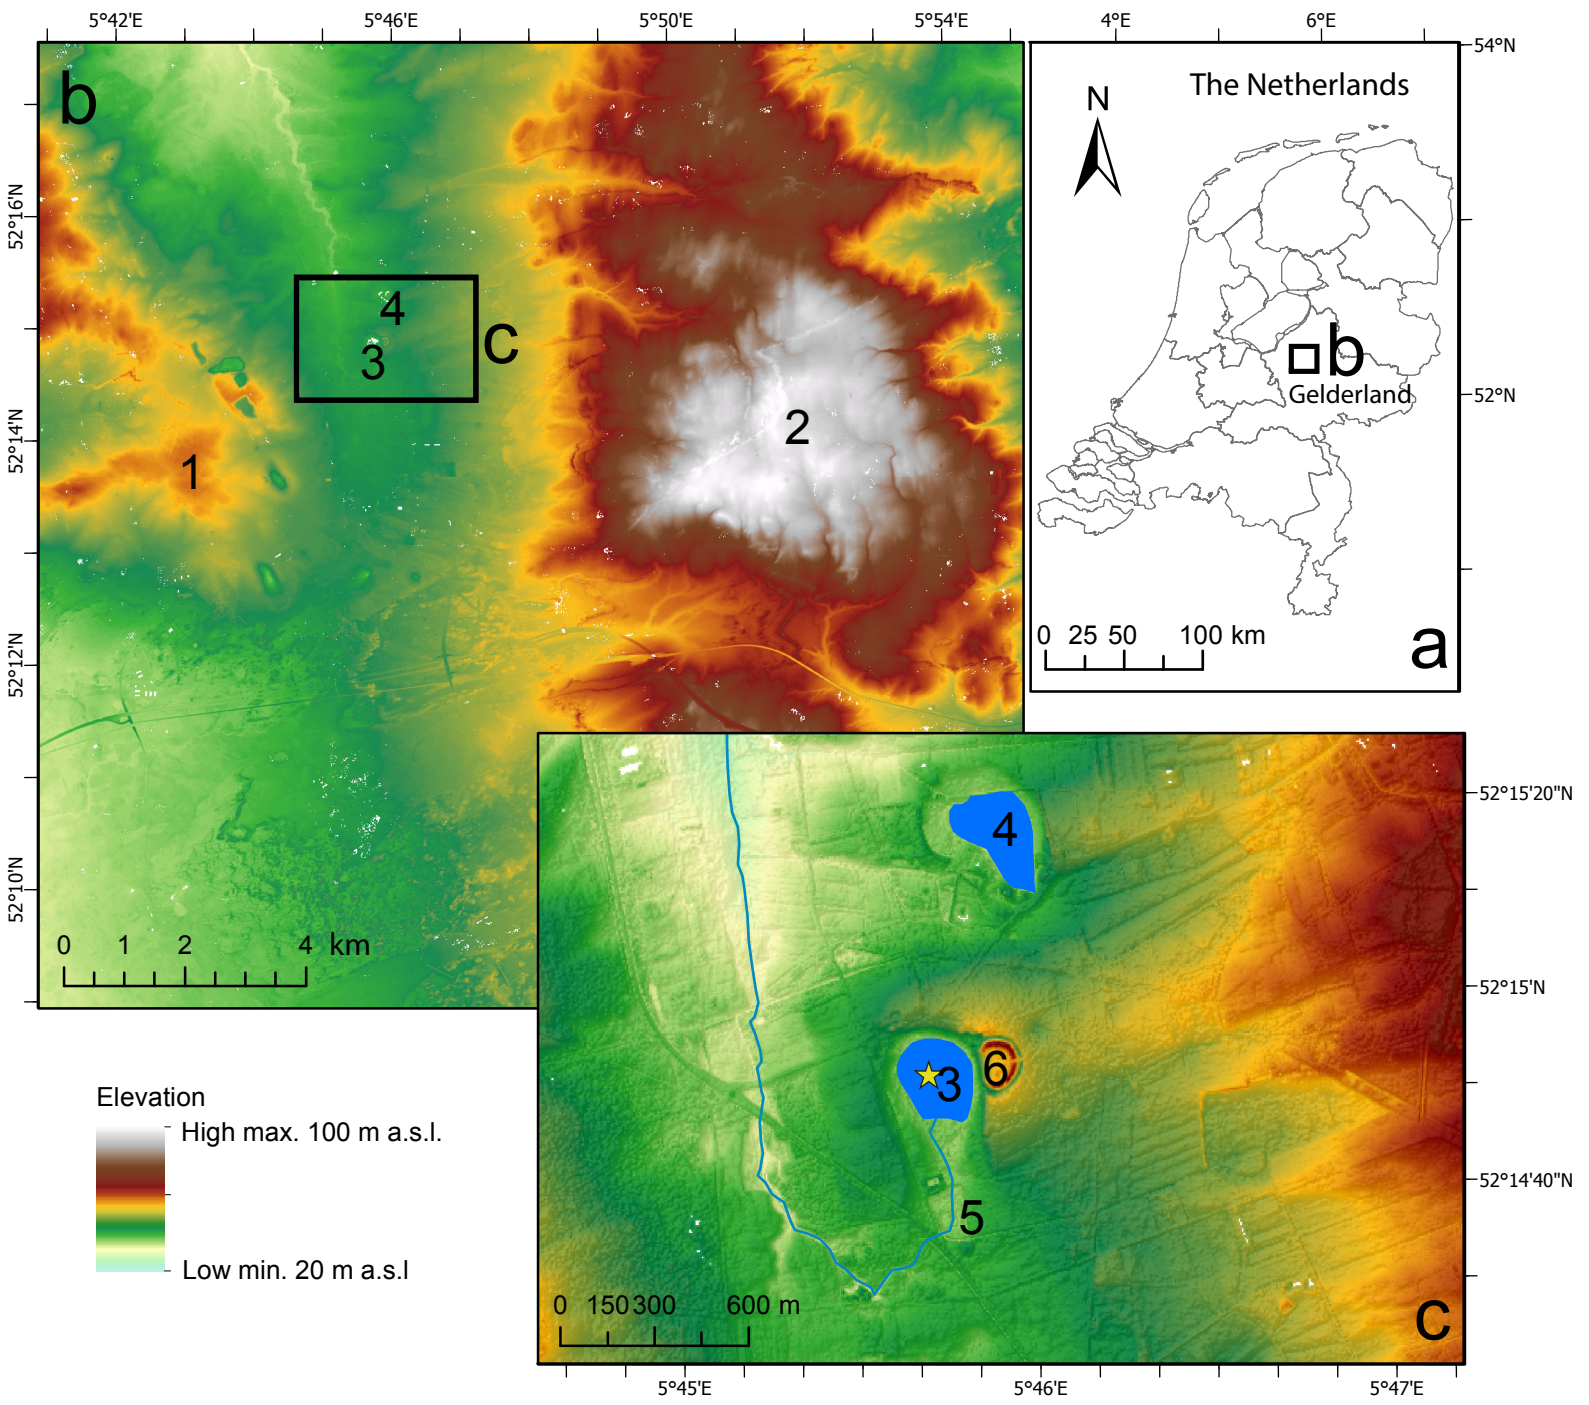 5°42'E
5°46'E
5°50'E
5°54'E
4°E
6°E
b
52°16'N
52°14'N
52°12'N
52°10'N
4
3
c
1
2
0 1 2 4 km
The Netherlands
N
54°N
52°N
b
Gelderland
0 25 50 100 km
a
4
3
6
5
52°15'20"N
52°15'N
52°14'40"N
0 150 300 600 m
c
5°45'E
5°46'E
5°47'E
Elevation
High max. 100 m a.s.l.
Low min. 20 m a.s.l